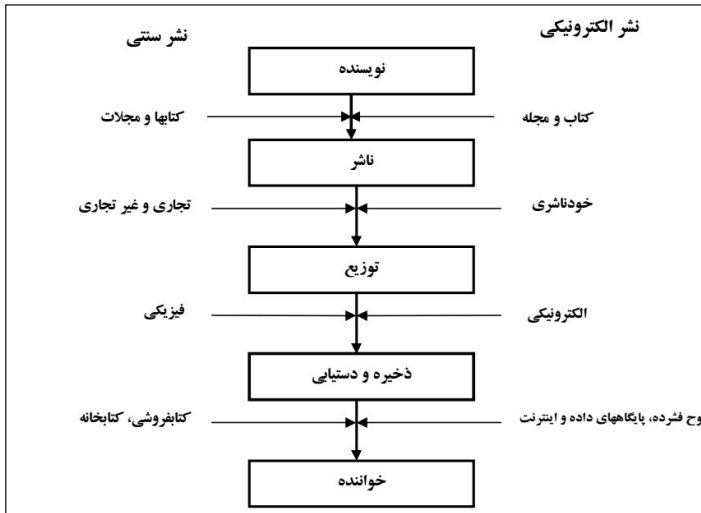 نشر الکترونیکی
نشر سنتی
نویسنده
کتاب و مجله
کتابها و مجلات
ناشر
خودناشری
تجاری و غیر تجاری
توزیع
الکترونیکی
فیزیکی
ذخیره و دستیابی
وح فشرده، پایگاههای داده و اینترنت
کتابفروشی، کتابخانه
خواننده